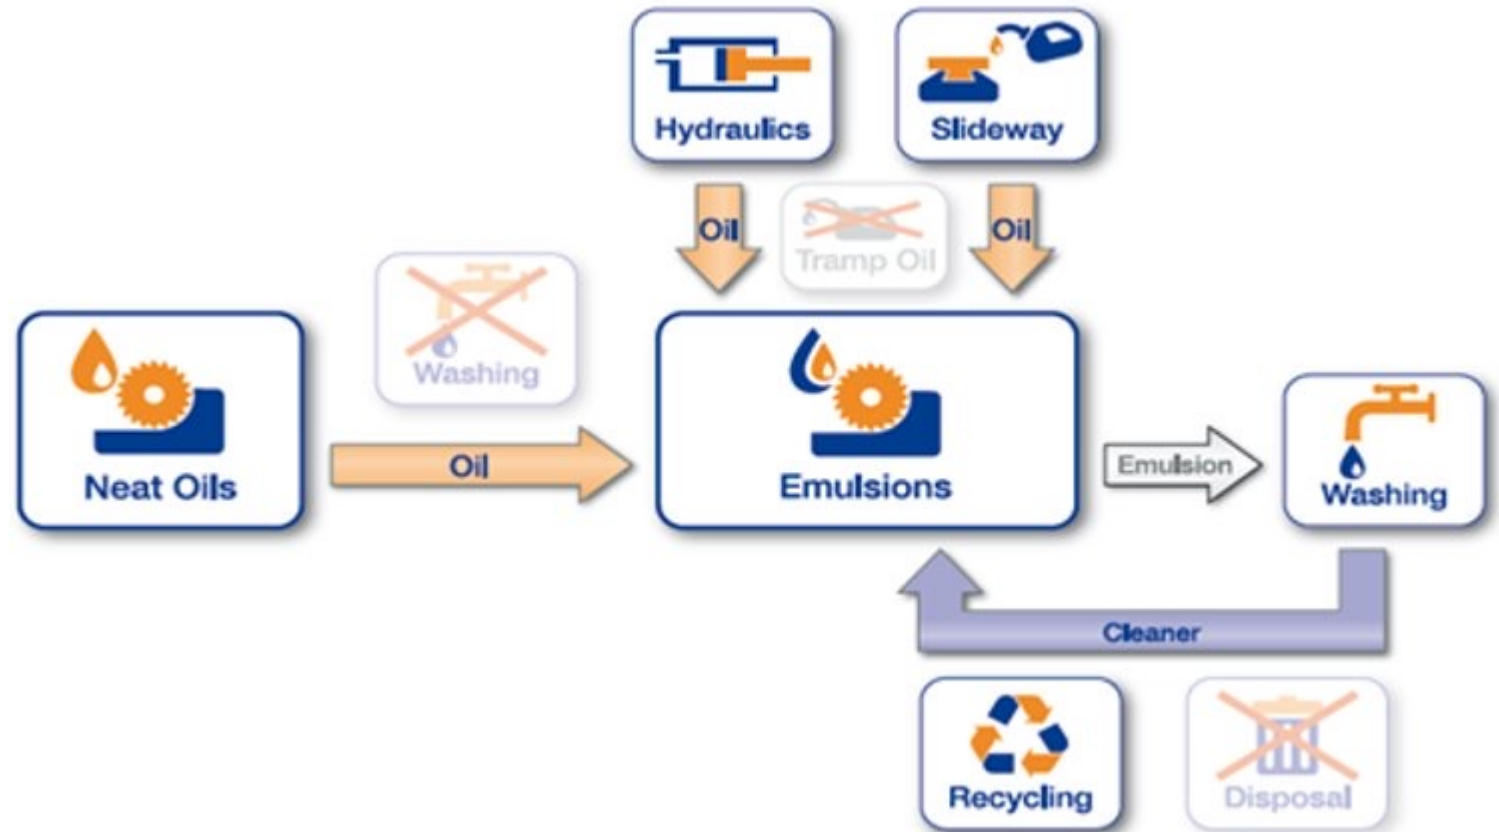 Hydraulics
Slideway
Oil
Tramp Oil
Oil
Washing
Neat Oils
Oil
Emulsions
Emulsion
Washing
Cleaner
Recycling
Disposal